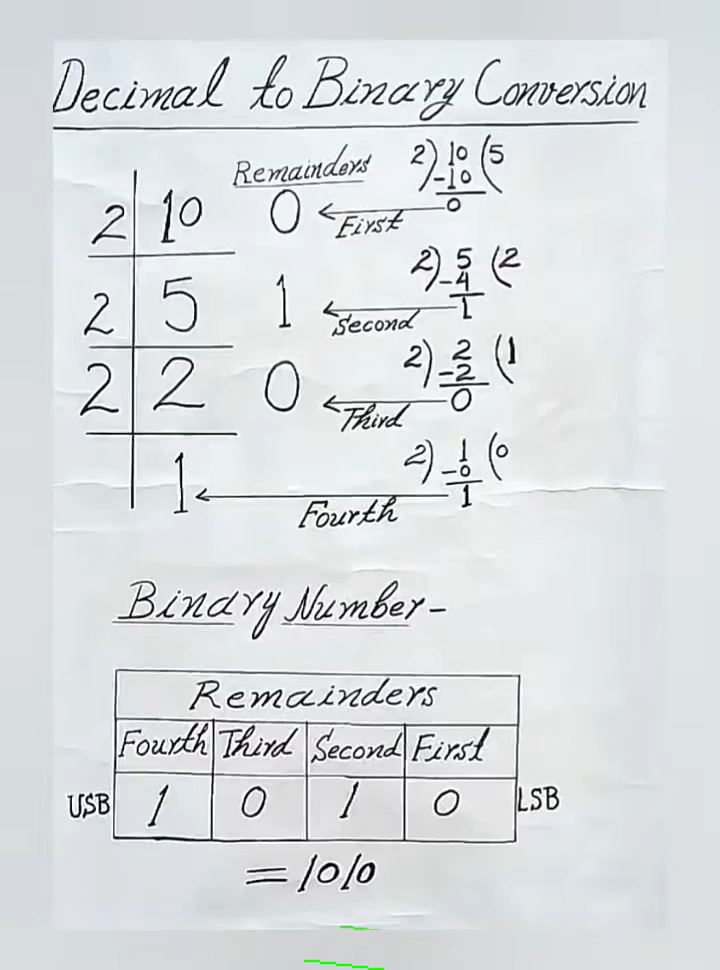 Decimal to Binary Conversion
Remainders
2) 10 (5
-10
0
2 10 0 First
2) 5 (2
-4
1
2 5 1 Second
2) 2 (1
-2
0
2 2 0 Third
2) 1 (0
-0
1
1 Fourth
Binary Number-
Remainders
Fourth Third Second First
USB 1 0 1 0 LSB
= 1010